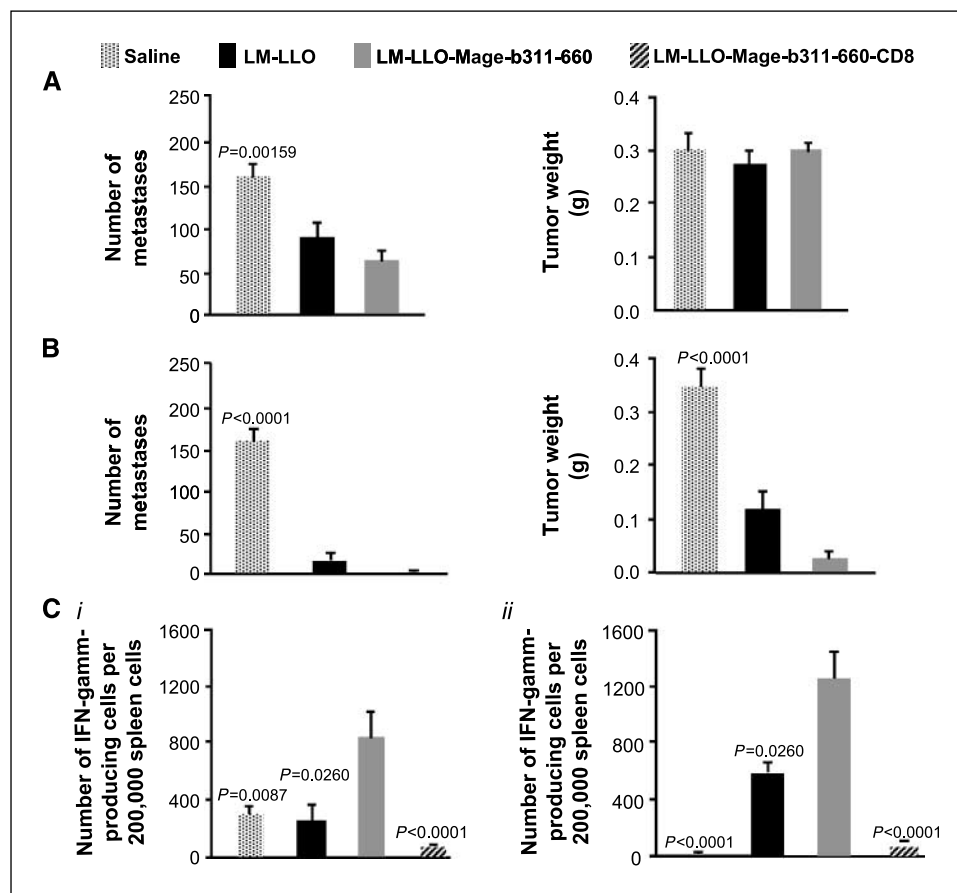 Saline LM-LLO LM-LLO-Mage-b311-660 LM-LLO-Mage-b311-660-CD8
A
Number of
metastases
250
200
150
100
50
0
P=0.00159
Tumor weight
(g)
0.4
0.3
0.2
0.1
0.0
B
Number of
metastases
250
200
150
100
50
0
P<0.0001
Tumor weight
(g)
0.4
0.3
0.2
0.1
0.0
P<0.0001
C i
Number of IFN-gamm-
producing cells per
200,000 spleen cells
1600
1200
800
400
0
P=0.0087
P=0.0260
P<0.0001
ii
Number of IFN-gamm-
producing cells per
200,000 spleen cells
1600
1200
800
400
0
P<0.0001
P=0.0260
P<0.0001